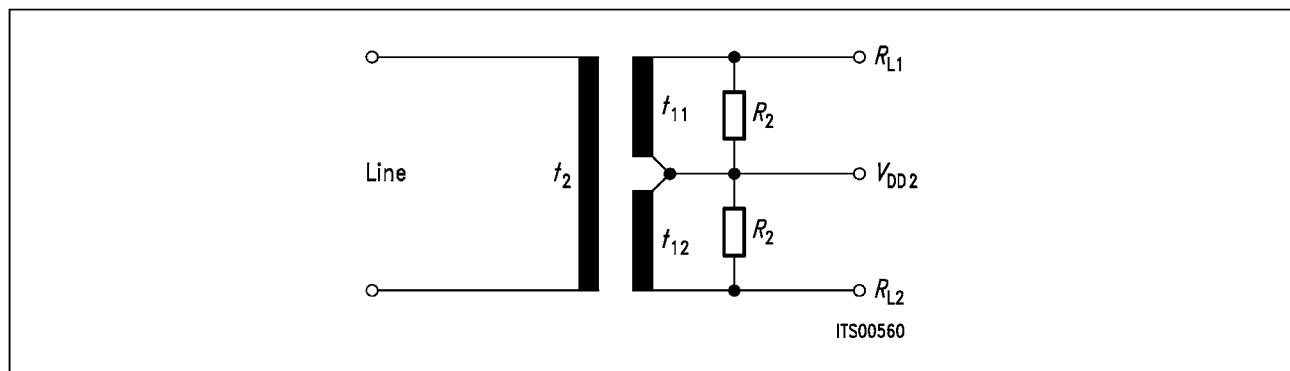 R_L1
t_11
R_2
Line
t_2
V_DD2
R_2
t_12
R_L2
ITS00560